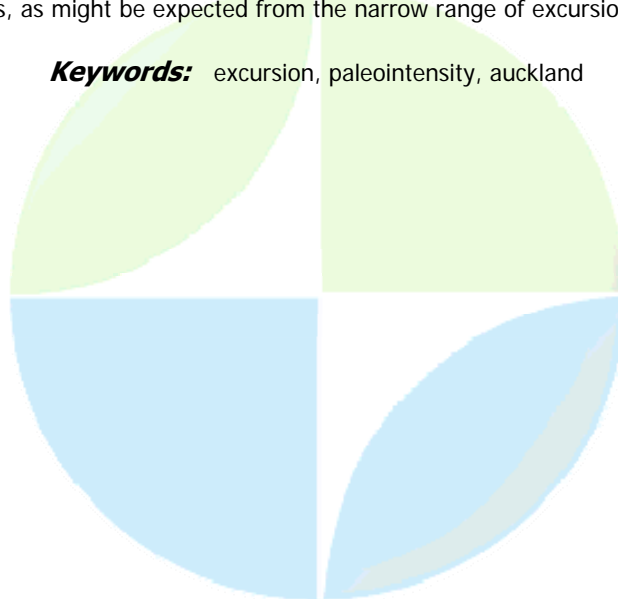 s, as might be expected from the narrow range of excursio
Keywords: excursion, paleointensity, auckland